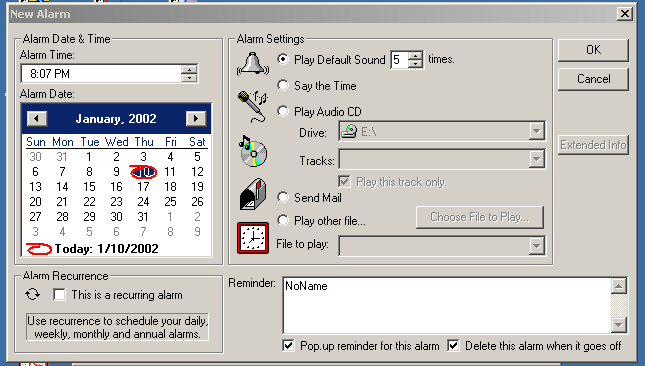 New Alarm
Alarm Date & Time
Alarm Time:
8:07 PM
Alarm Date:
January, 2002
Sun Mon Tue Wed Thu Fri Sat
30 31 1 2 3 4 5
6 7 8 9 10 11 12
13 14 15 16 17 18 19
20 21 22 23 24 25 26
27 28 29 30 31 1 2
3 4 5 6 7 8 9
Today: 1/10/2002
Alarm Recurrence
This is a recurring alarm
Use recurrence to schedule your daily,
weekly, monthly and annual alarms.
Alarm Settings
Play Default Sound 5 times.
Say the Time
Play Audio CD
Drive: E:\
Tracks:
Play this track only.
Send Mail
Play other file...
Choose File to Play...
File to play:
OK
Cancel
Extended Info
Reminder:
NoName
Pop.up reminder for this alarm
Delete this alarm when it goes off